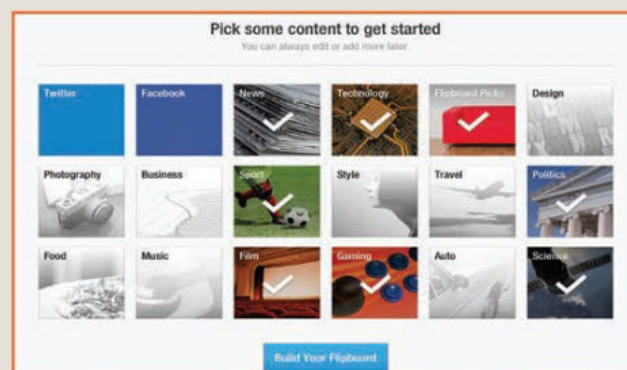 Pick some content to get started
You can always edit or add more later.
Twitter Facebook News Technology Flipboard Picks Design
Photography Business Sport Style Travel Politics
Food Music Film Gaming Auto Science
Build Your Flipboard